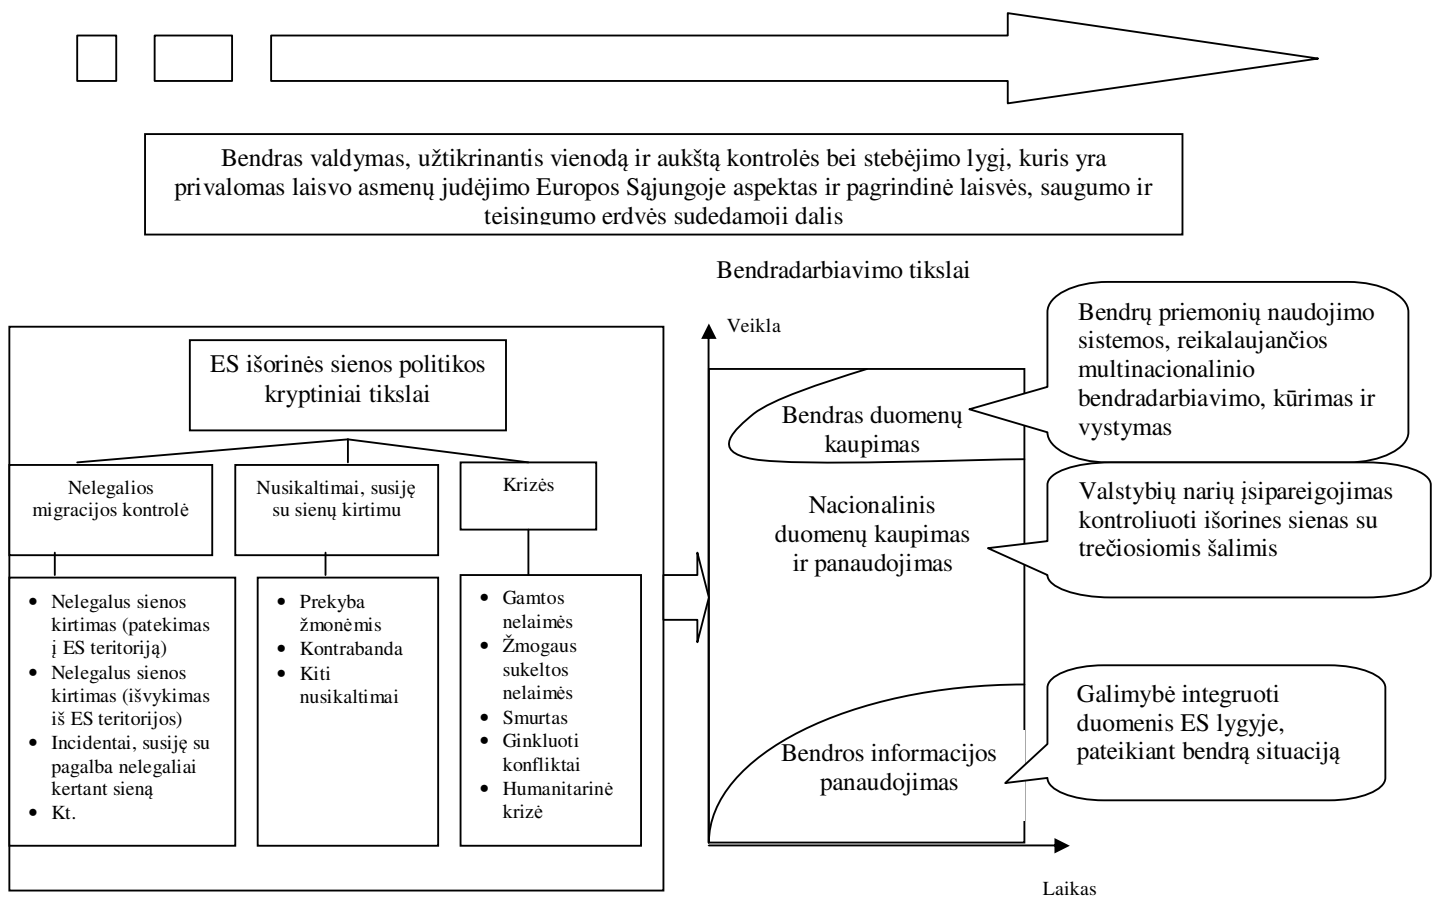 Bendras valdymas, užtikrinantis vienodą ir aukštą kontrolės bei stebėjimo lygį, kuris yra
privalomas laisvo asmenų judėjimo Europos Sąjungoje aspektas ir pagrindinė laisvės, saugumo ir
teisingumo erdvės sudedamoji dalis
Bendradarbiavimo tikslai
ES išorinės sienos politikos
kryptiniai tikslai
Nelegalios
migracijos kontrolė
Nusikaltimai, susiję
su sienų kirtimu
Krizės
• Nelegalus sienos
kirtimas (patekimas
į ES teritoriją)
• Nelegalus sienos
kirtimas (išvykimas
iš ES teritorijos)
• Incidentai, susiję su
pagalba nelegaliai
kertant sieną
• Kt.
• Prekyba
žmonėmis
• Kontrabanda
• Kiti
nusikaltimai
• Gamtos
nelaimės
• Žmogaus
sukeltos
nelaimės
• Smurtas
• Ginkluoti
konfliktai
• Humanitarinė
krizė
Veikla
Bendras duomenų
kaupimas
Nacionalinis
duomenų kaupimas
ir panaudojimas
Bendros informacijos
panaudojimas
Laikas
Bendrų priemonių naudojimo
sistemos, reikalaujančios
multinacionalinio
bendradarbiavimo, kūrimas ir
vystymas
Valstybių narių įsipareigojimas
kontroliuoti išorines sienas su
trečiosiomis šalimis
Galimybė integruoti
duomenis ES lygyje,
pateikiant bendrą situaciją